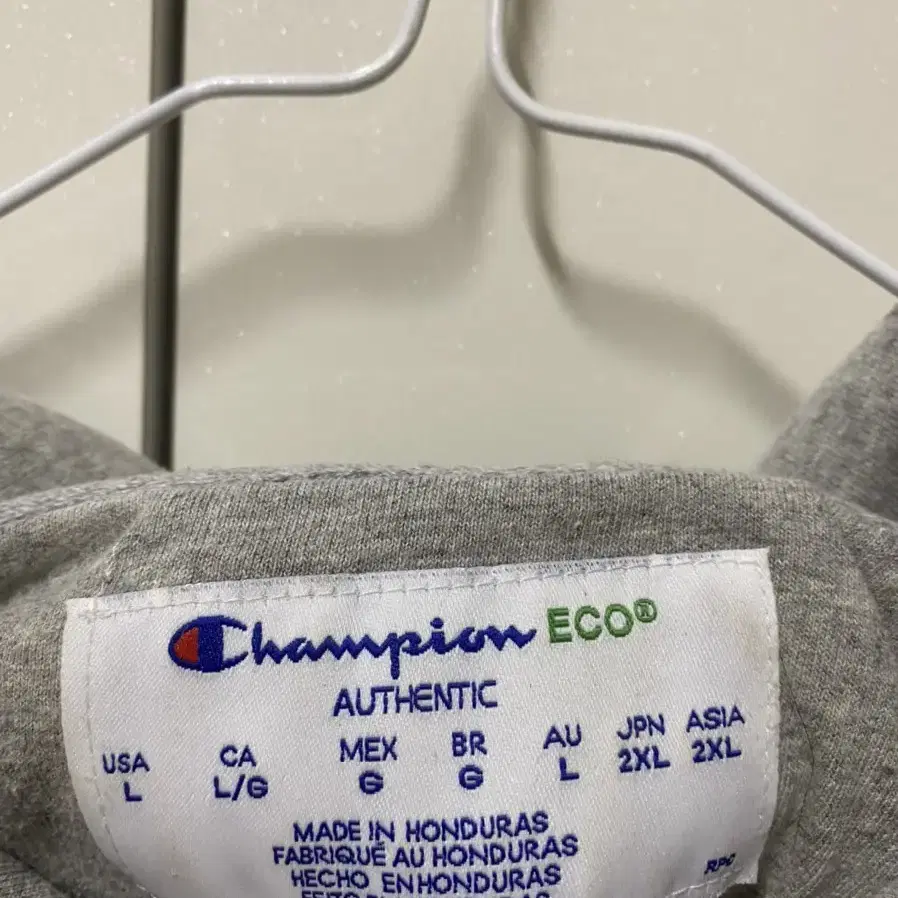 Champion ECO®
AUTHENTIC
USA CA MEX BR AU JPN ASIA
L L/G G G L 2XL 2XL
MADE IN HONDURAS
FABRIQUÉ AU HONDURAS
HECHO EN HONDURAS
RPC